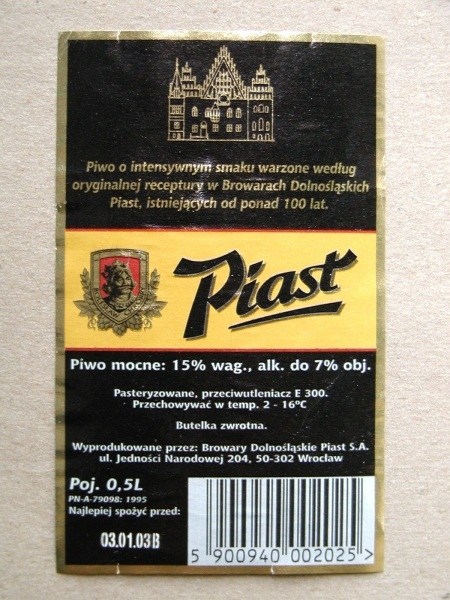 Piwo o intensywnym smaku warzone według
oryginalnej receptury w Browarach Dolnośląskich
Piast, istniejących od ponad 100 lat.
Piast
Piwo mocne: 15% wag., alk. do 7% obj.
Pasteryzowane, przeciwutleniacz E 300.
Przechowywać w temp. 2 - 16ºC
Butelka zwrotna.
Wyprodukowane przez: Browary Dolnośląskie Piast S.A.
ul. Jedności Narodowej 204, 50-302 Wrocław
Poj. 0,5L
PN-A-79098: 1995
Najlepiej spożyć przed:
03.01.03B
5 900940 002025 >